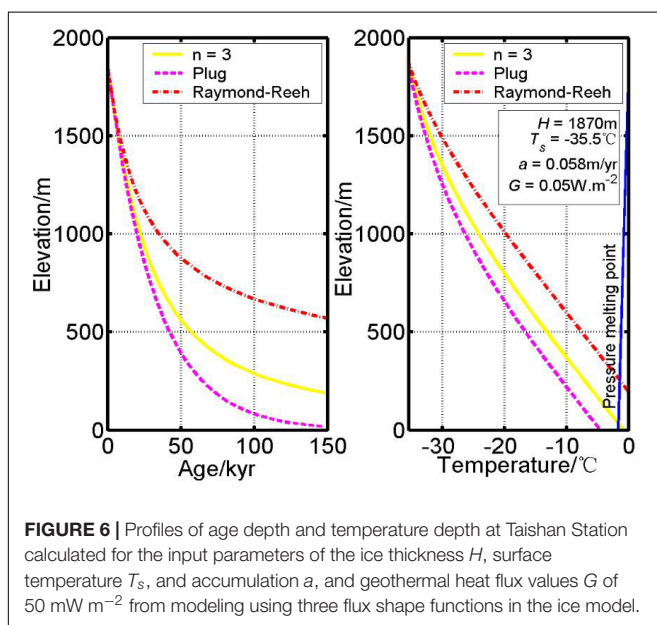 2000
1500
1000
500
0
Elevation/m
n = 3
Plug
Raymond-Reeh
0 50 100 150
Age/kyr
2000
1500
1000
500
0
Elevation/m
n = 3
Plug
Raymond-Reeh
H = 1870m
Ts = -35.5℃
a = 0.058m/yr
G = 0.05W.m⁻²
Pressure melting point
-30 -20 -10 0
Temperature/℃
FIGURE 6 | Profiles of age depth and temperature depth at Taishan Station
calculated for the input parameters of the ice thickness H, surface
temperature Ts, and accumulation a, and geothermal heat flux values G of
50 mW m⁻² from modeling using three flux shape functions in the ice model.